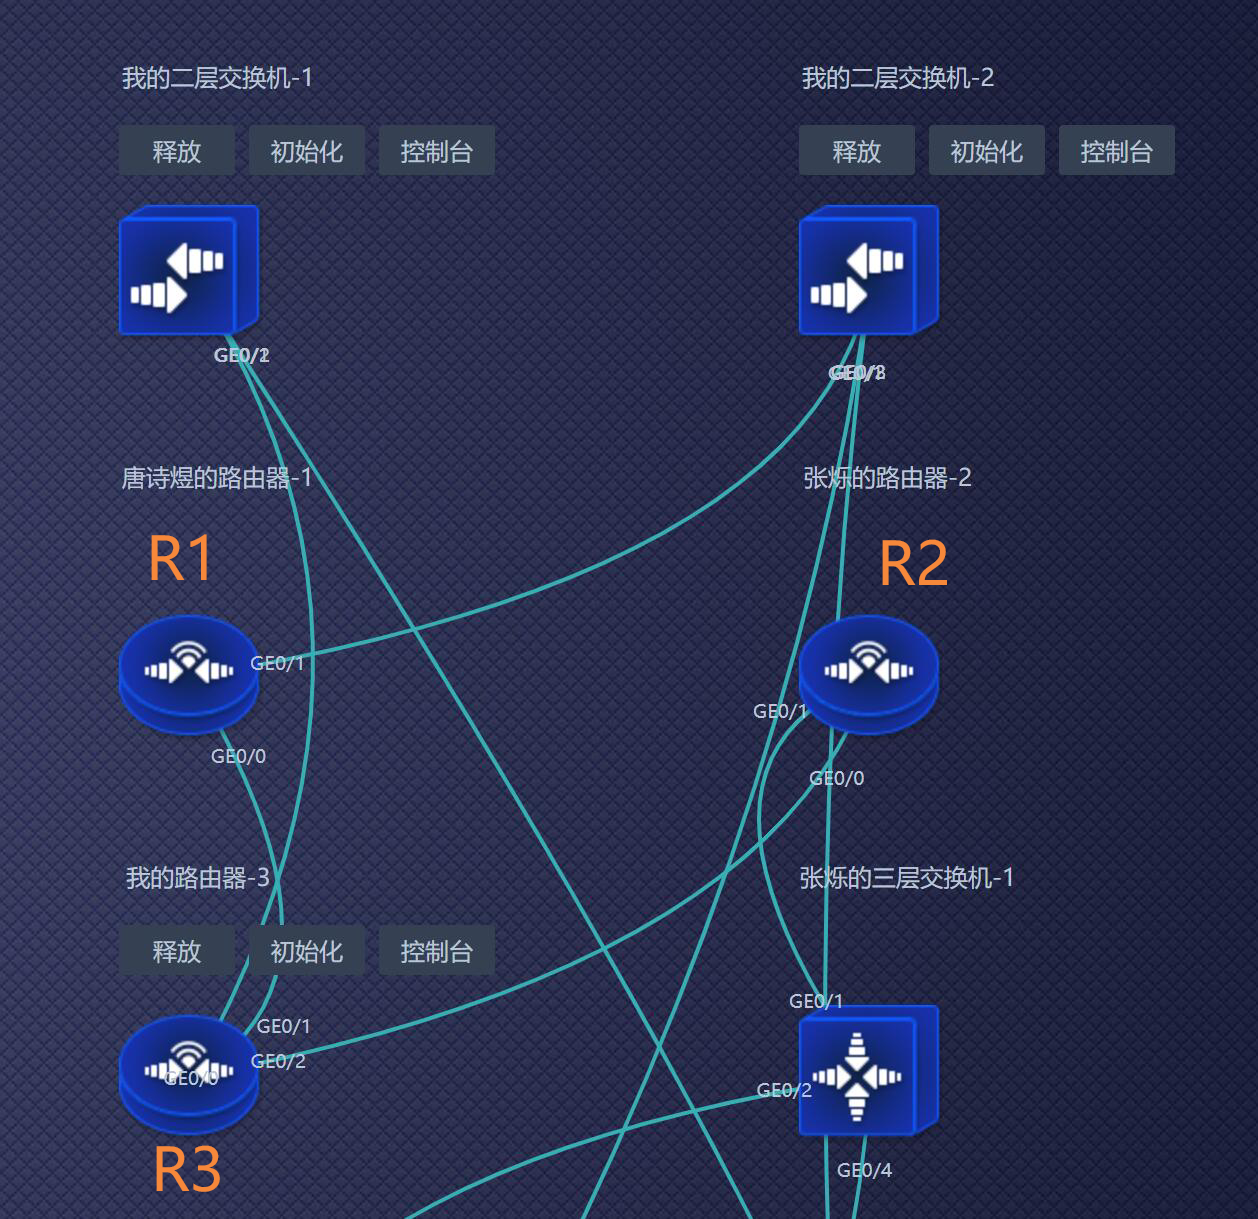 我的二层交换机-1
我的二层交换机-2
释放 初始化 控制台
释放 初始化 控制台
唐诗煜的路由器-1
张烁的路由器-2
R1
R2
GE0/1
GE0/1
GE0/0
GE0/0
我的路由器-3
张烁的三层交换机-1
释放 初始化 控制台
GE0/1
GE0/1
GE0/2
GE0/0
GE0/2
R3
GE0/4